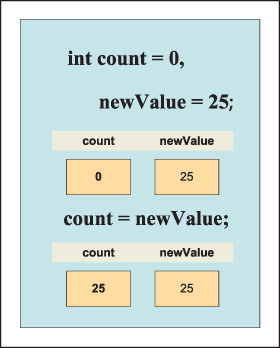 int count = 0,
newValue = 25;
count newValue
0 25
count = newValue;
count newValue
25 25